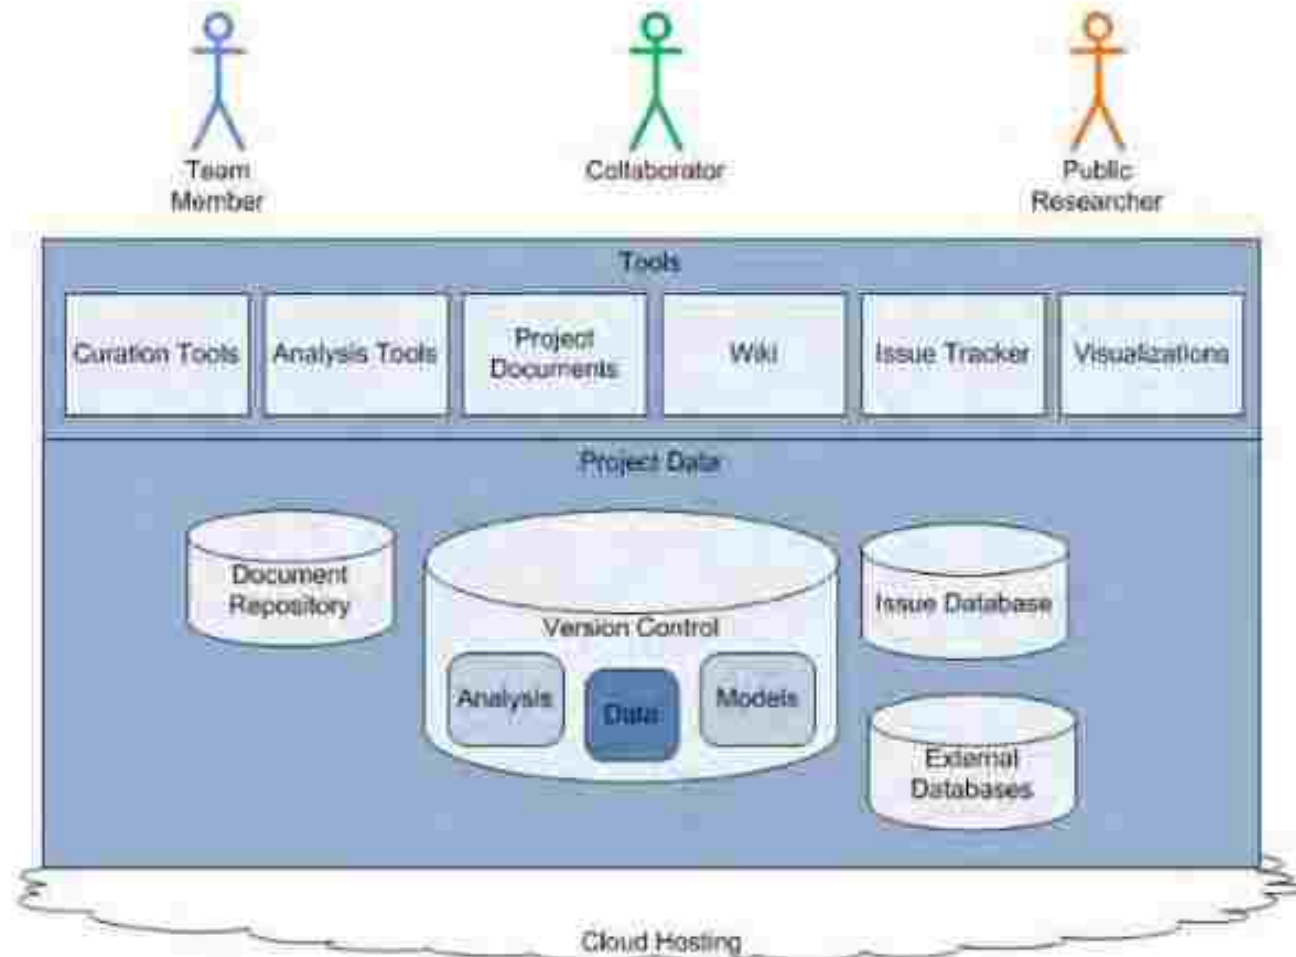 Team
Member
Collaborator
Public
Researcher
Tools
Curation Tools
Analysis Tools
Project
Documents
Wiki
Issue Tracker
Visualizations
Project Data
Document
Repository
Version Control
Analysis
Data
Models
Issue Database
External
Databases
Cloud Hosting